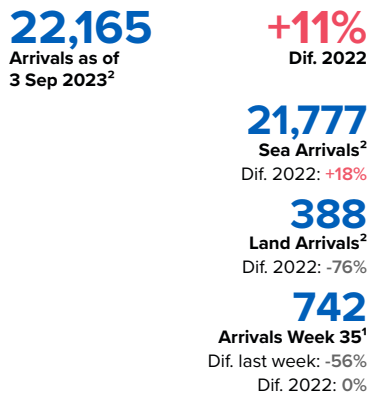 22,165
Arrivals as of
3 Sep 2023²
+11%
Dif. 2022
21,777
Sea Arrivals²
Dif. 2022: +18%
388
Land Arrivals²
Dif. 2022: -76%
742
Arrivals Week 35¹
Dif. last week: -56%
Dif. 2022: 0%